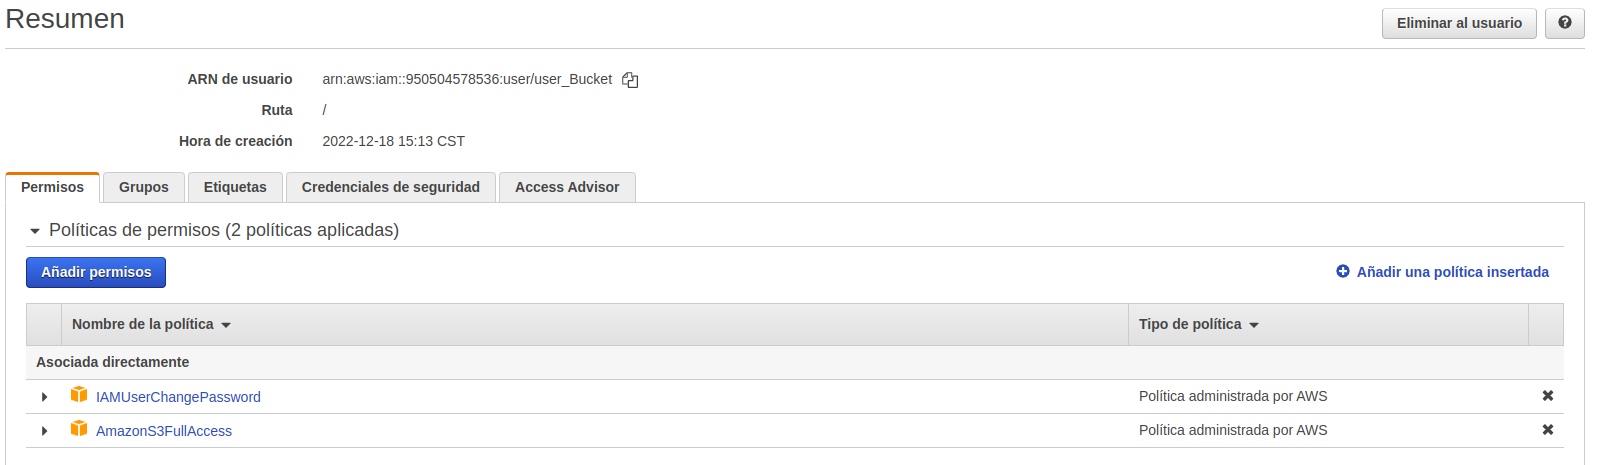 Resumen
Eliminar al usuario
ARN de usuario arn:aws:iam::950504578536:user/user_Bucket
Ruta /
Hora de creación 2022-12-18 15:13 CST
Permisos Grupos Etiquetas Credenciales de seguridad Access Advisor
Políticas de permisos (2 políticas aplicadas)
Añadir permisos Añadir una política insertada
Nombre de la política Tipo de política
Asociada directamente
IAMUserChangePassword Política administrada por AWS
AmazonS3FullAccess Política administrada por AWS